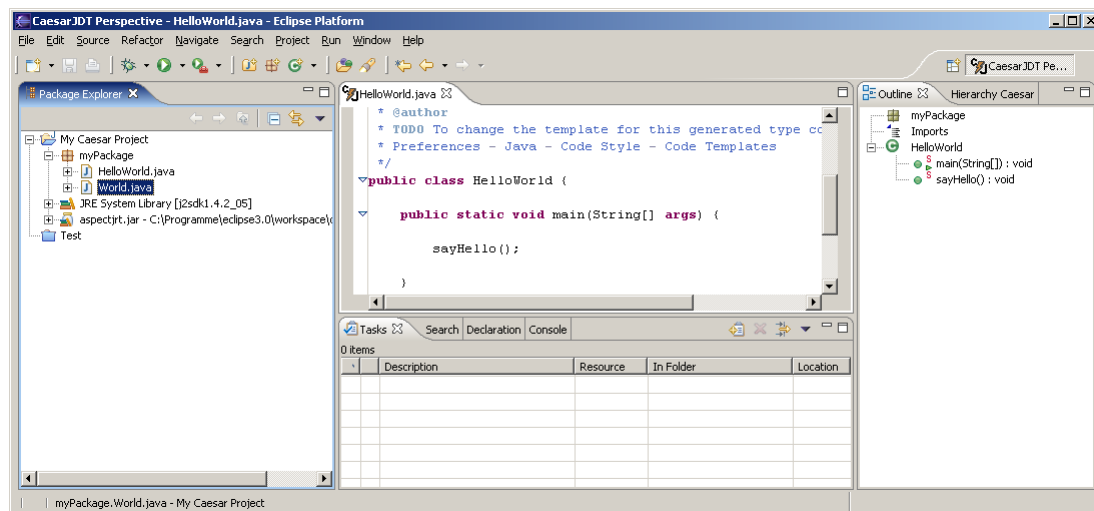 CaesarJDT Perspective - HelloWorld.java - Eclipse Platform
File Edit Source Refactor Navigate Search Project Run Window Help
CaesarJDT Pe...
Package Explorer
My Caesar Project
myPackage
HelloWorld.java
World.java
JRE System Library [j2sdk1.4.2_05]
aspectjrt.jar - C:\Programme\eclipse3.0\workspace\
Test
HelloWorld.java
* @author
* TODO To change the template for this generated type co
* Preferences - Java - Code Style - Code Templates
*/
public class HelloWorld {
public static void main(String[] args) {
sayHello();
}
Tasks Search Declaration Console
0 items
Description Resource In Folder Location
Outline Hierarchy Caesar
myPackage
Imports
HelloWorld
main(String[]) : void
sayHello() : void
myPackage.World.java - My Caesar Project